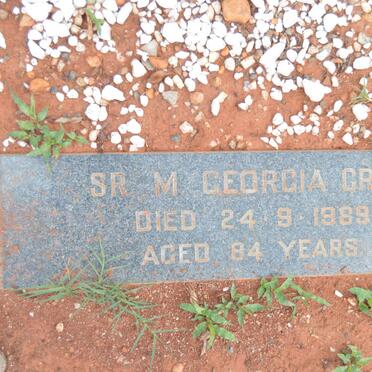 SR M GEORGIA
DIED 24·9·1989
AGED 84 YEARS